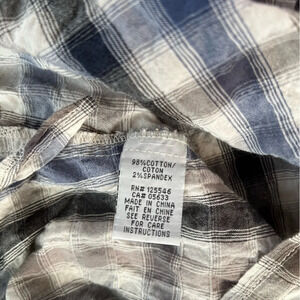 98%COTTON/
COTON
2%SPANDEX
RN# 125546
CA# 05633
MADE IN CHINA
FAIT EN CHINE
SEE REVERSE
FOR CARE
INSTRUCTIONS